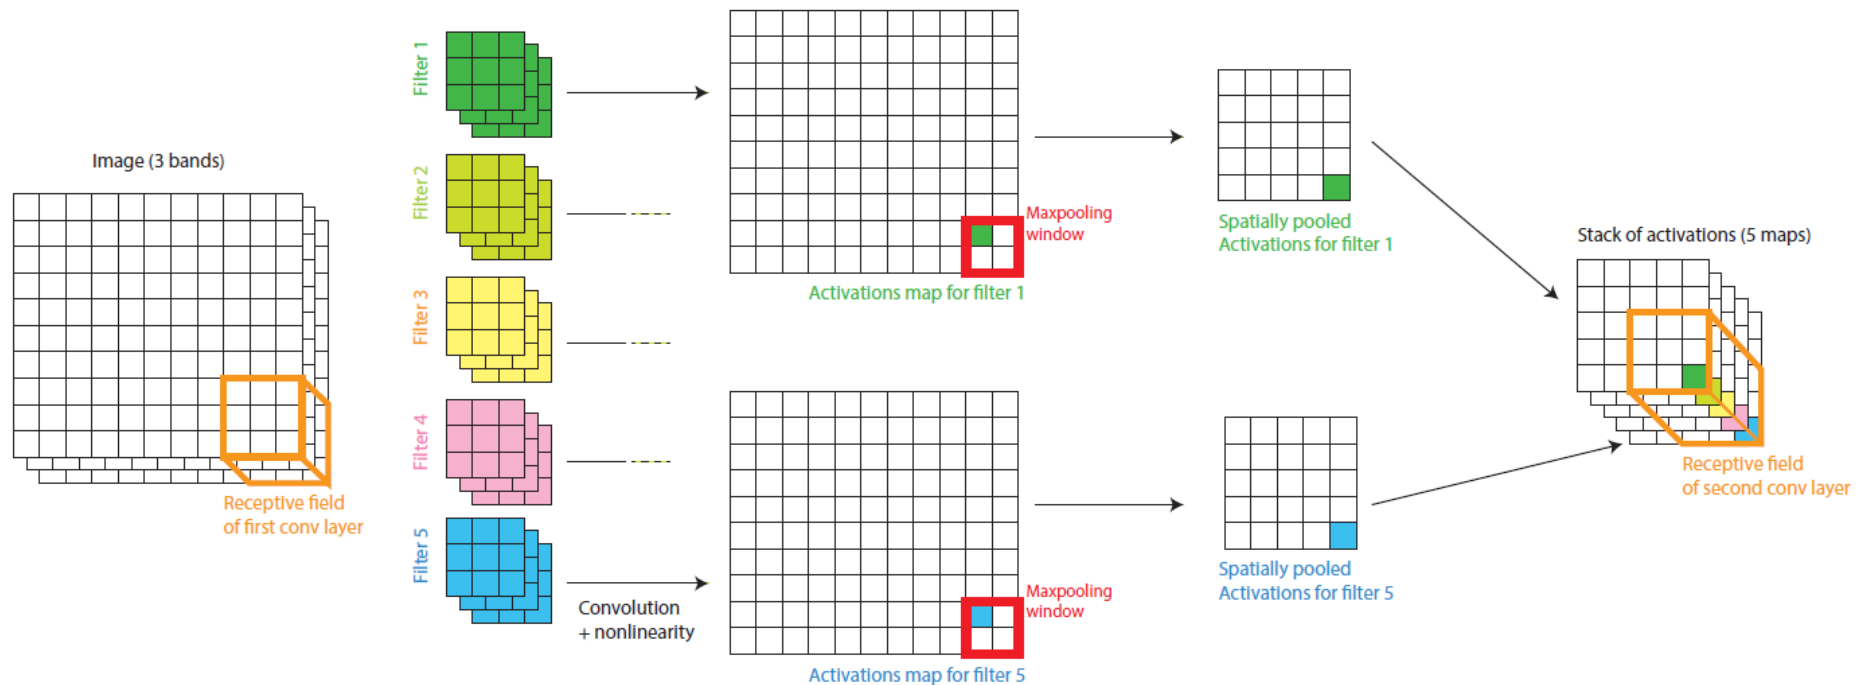 Image (3 bands)
Receptive field
of first conv layer
Filter 1
Filter 2
Filter 3
Filter 4
Filter 5
Convolution
+ nonlinearity
Maxpooling
window
Activations map for filter 1
Maxpooling
window
Activations map for filter 5
Spatially pooled
Activations for filter 1
Spatially pooled
Activations for filter 5
Stack of activations (5 maps)
Receptive field
of second conv layer